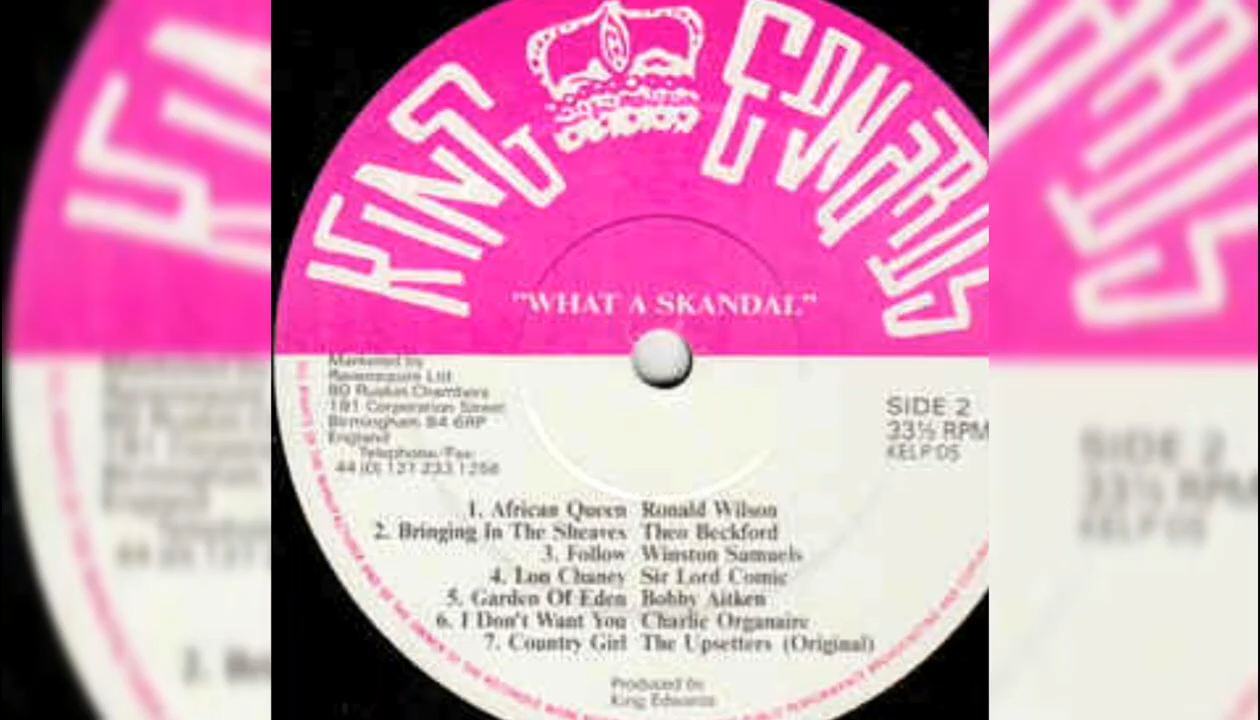 KING EDWARDS
"WHAT A SKANDAL"
Marketed by
Ltd
80 Ruskin Chambers
191 Corporation Street
Birmingham B4 6RP
England
Telephone/Fax:
44 (0) 121 233 1256
SIDE 2
33⅓ RPM
KELP 05
1. African Queen Ronald Wilson
2. Bringing In The Sheaves Theo Beckford
3. Follow Winston Samuels
4. Lon Chaney Sir Lord Comic
5. Garden Of Eden Bobby Aitken
6. I Don't Want You Charlie Organaire
7. Country Girl The Upsetters (Original)
Produced by
King Edwards